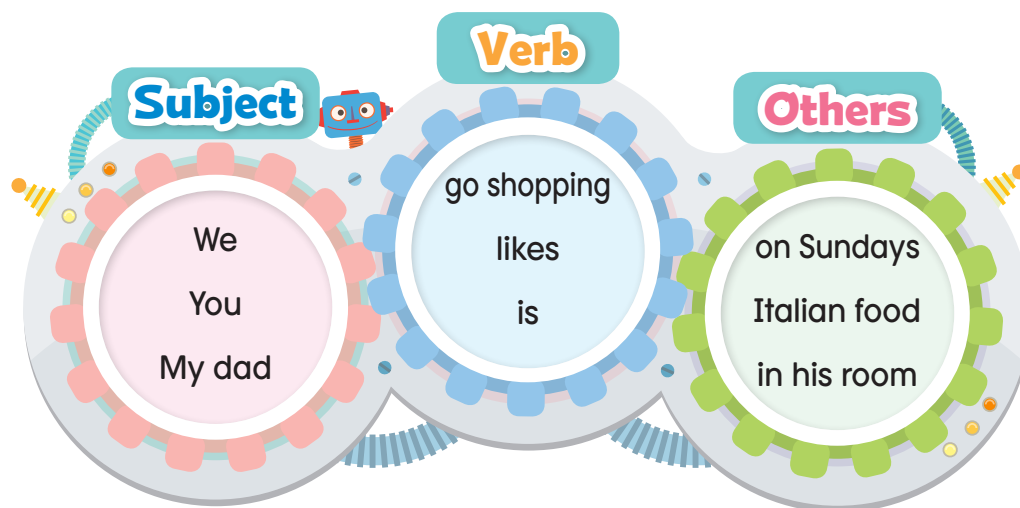 Subject
We
You
My dad
Verb
go shopping
likes
is
Others
on Sundays
Italian food
in his room